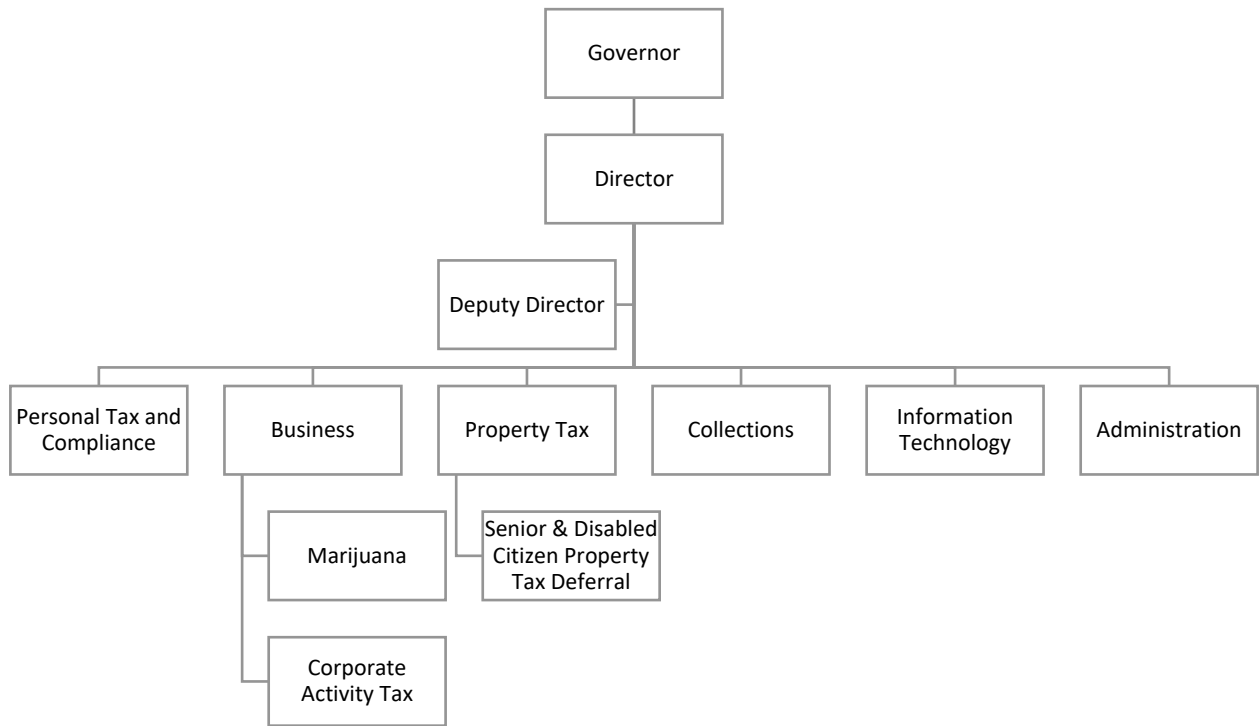 Governor
Director
Deputy Director
Personal Tax and
Compliance
Business
Property Tax
Collections
Information
Technology
Administration
Marijuana
Senior & Disabled
Citizen Property
Tax Deferral
Corporate
Activity Tax